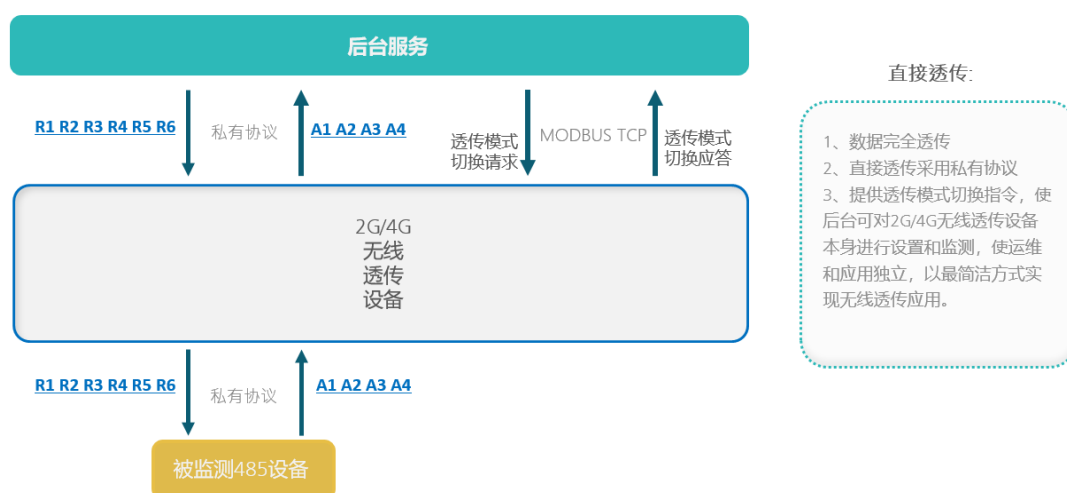 后台服务
直接透传:
R1 R2 R3 R4 R5 R6
私有协议
A1 A2 A3 A4
透传模式
切换请求
MODBUS TCP
透传模式
切换应答
1、数据完全透传
2、直接透传采用私有协议
3、提供透传模式切换指令，使
后台可对2G/4G无线透传设备
本身进行设置和监测，使运维
和应用独立，以最简洁方式实
现无线透传应用。
2G/4G
无线
透传
设备
R1 R2 R3 R4 R5 R6
私有协议
A1 A2 A3 A4
被监测485设备